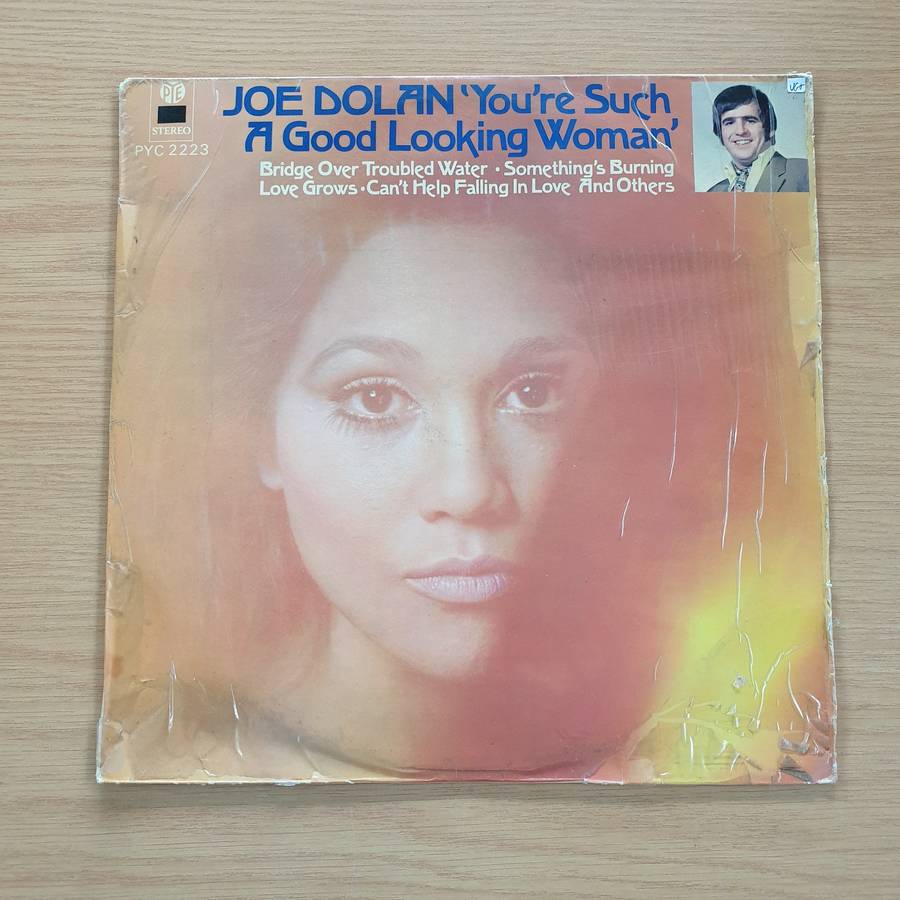 PYE
STEREO
PYC 2223
JOE DOLAN 'You're Such
A Good Looking Woman'
Bridge Over Troubled Water • Something's Burning
Love Grows • Can't Help Falling In Love And Others